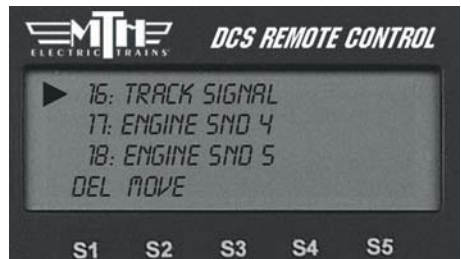 MTH DCS REMOTE CONTROL
ELECTRIC TRAINS
16: TRACK SIGNAL
17: ENGINE SND 4
18: ENGINE SND 5
DEL MOVE
S1 S2 S3 S4 S5